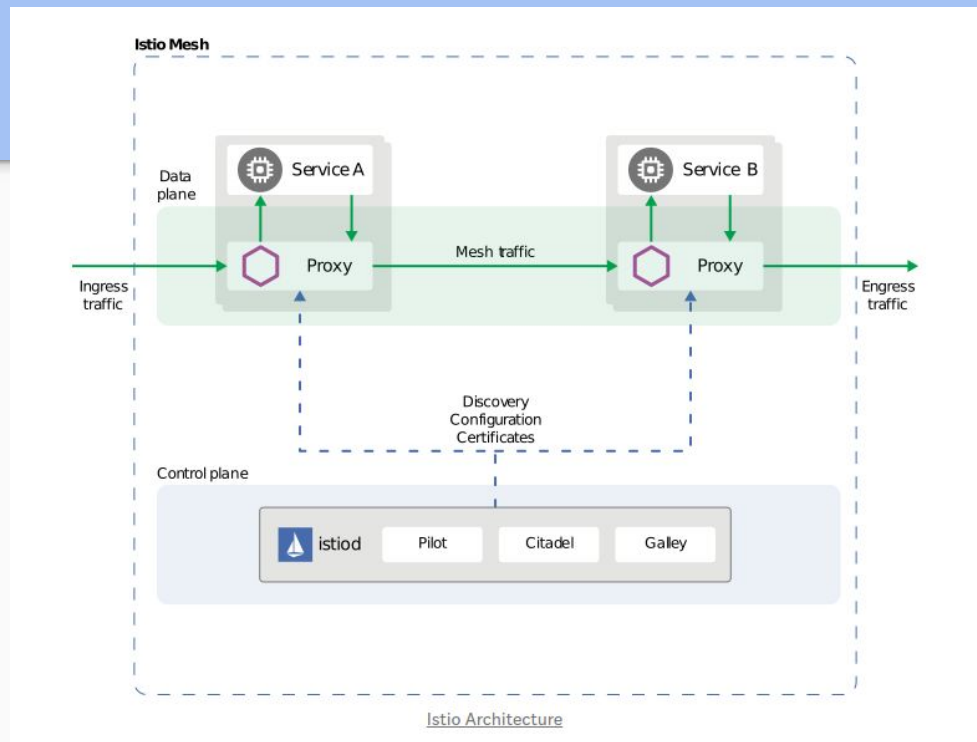 Istio Mesh
Data
plane
Service A
Service B
Proxy
Mesh traffic
Proxy
Ingress
traffic
Engress
traffic
Discovery
Configuration
Certificates
Control plane
istiod
Pilot
Citadel
Galley
Istio Architecture